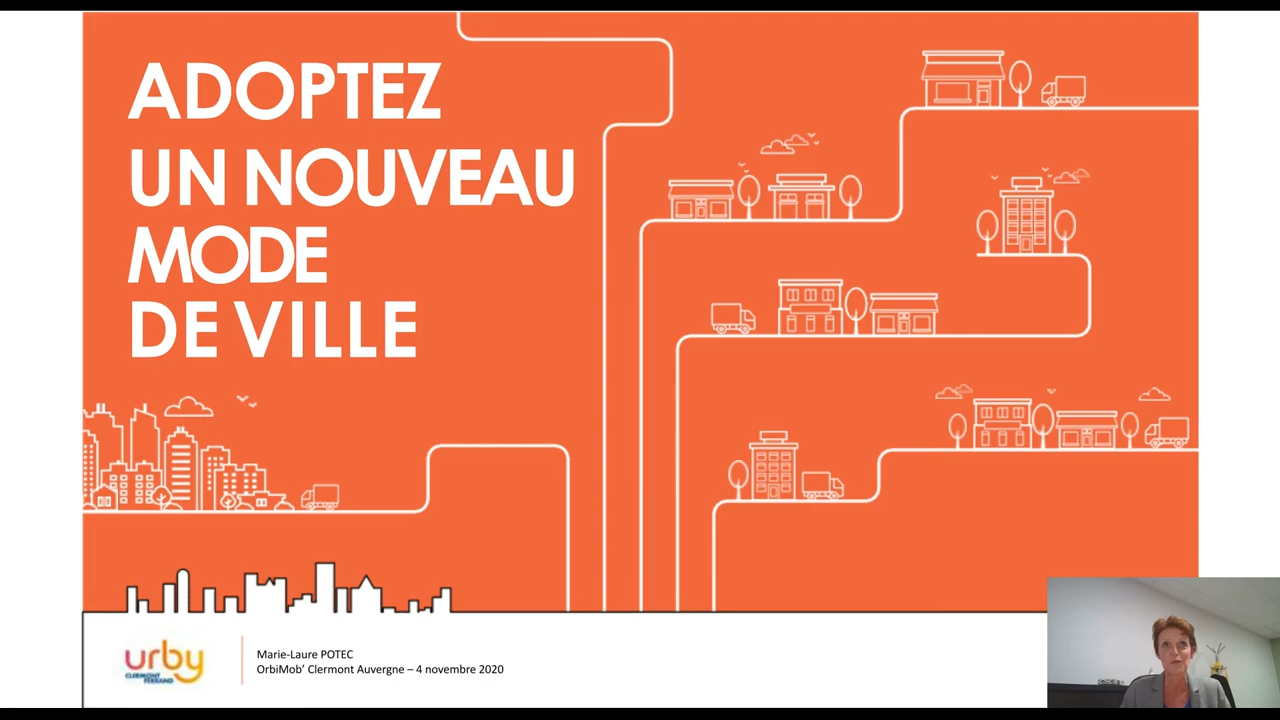 ADOPTEZ
UN NOUVEAU
MODE
DE VILLE
urby
CLERMONT
FERRAND
Marie-Laure POTEC
OrbiMob’ Clermont Auvergne – 4 novembre 2020